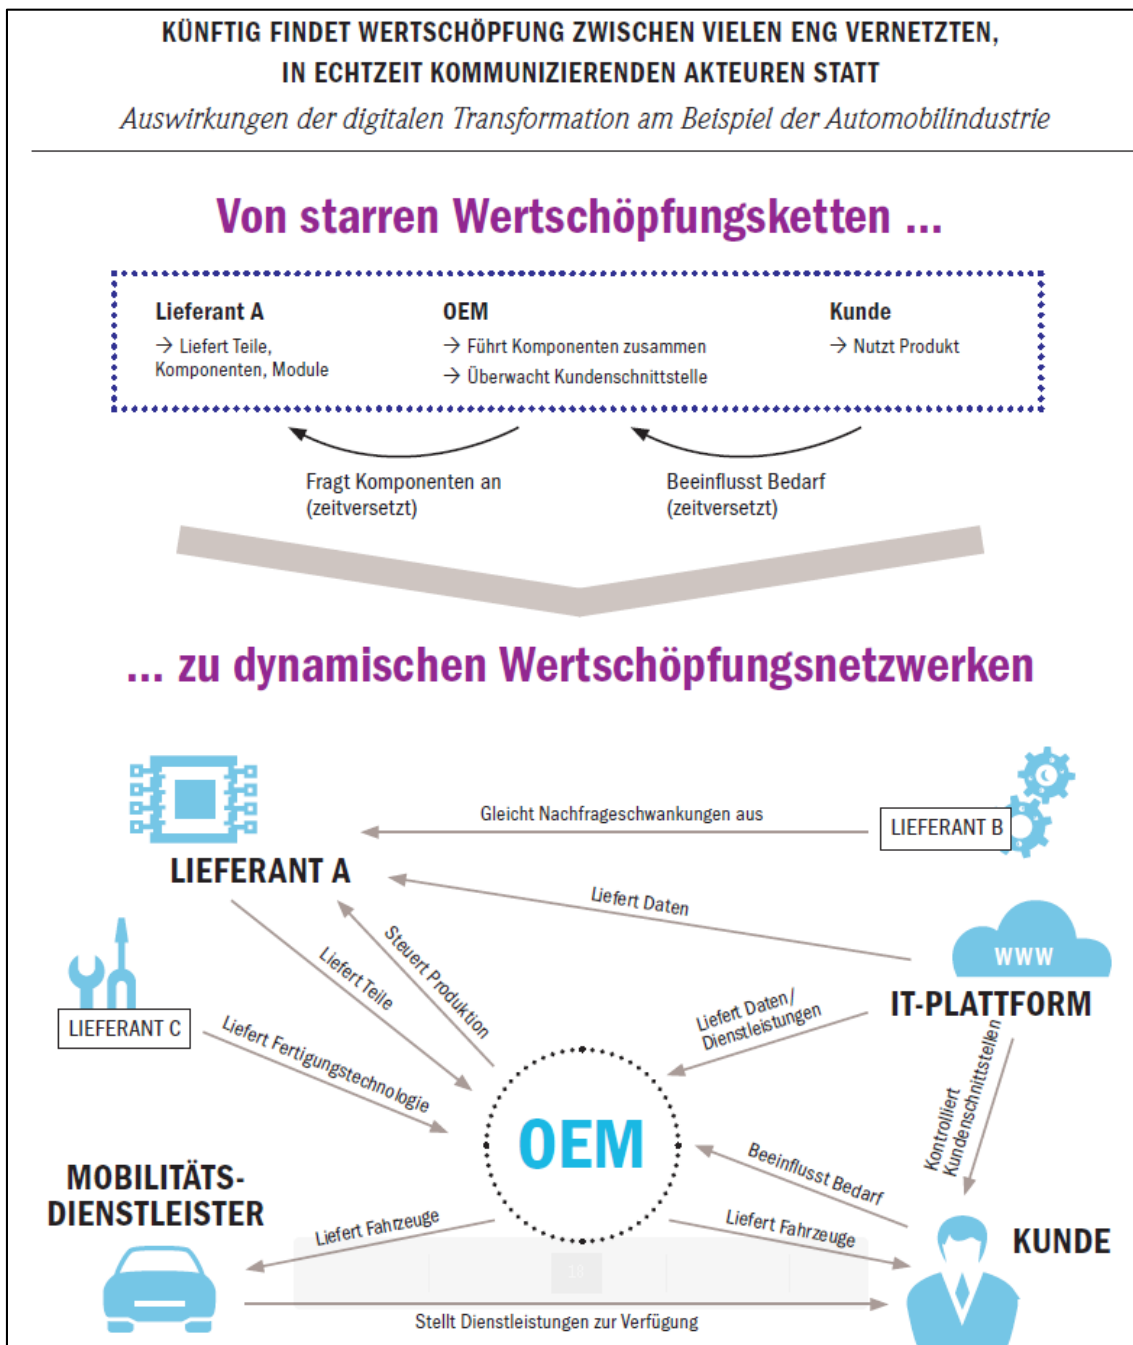 KÜNFTIG FINDET WERTSCHÖPFUNG ZWISCHEN VIELEN ENG VERNETZTEN,
IN ECHTZEIT KOMMUNIZIERENDEN AKTEUREN STATT
Auswirkungen der digitalen Transformation am Beispiel der Automobilindustrie
Von starren Wertschöpfungsketten ...
Lieferant A
→ Liefert Teile,
Komponenten, Module
OEM
→ Führt Komponenten zusammen
→ Überwacht Kundenschnittstelle
Kunde
→ Nutzt Produkt
Fragt Komponenten an
(zeitversetzt)
Beeinflusst Bedarf
(zeitversetzt)
... zu dynamischen Wertschöpfungsnetzwerken
Gleicht Nachfrageschwankungen aus
LIEFERANT B
LIEFERANT A
Liefert Daten
WWW
IT-PLATTFORM
Steuert Produktion
Liefert Teile
LIEFERANT C
Liefert Fertigungstechnologie
Liefert Daten/
Dienstleistungen
Kontrolliert
Kundenschnittstellen
OEM
Beeinflusst Bedarf
MOBILITÄTS-
DIENSTLEISTER
Liefert Fahrzeuge
Liefert Fahrzeuge
KUNDE
18
Stellt Dienstleistungen zur Verfügung